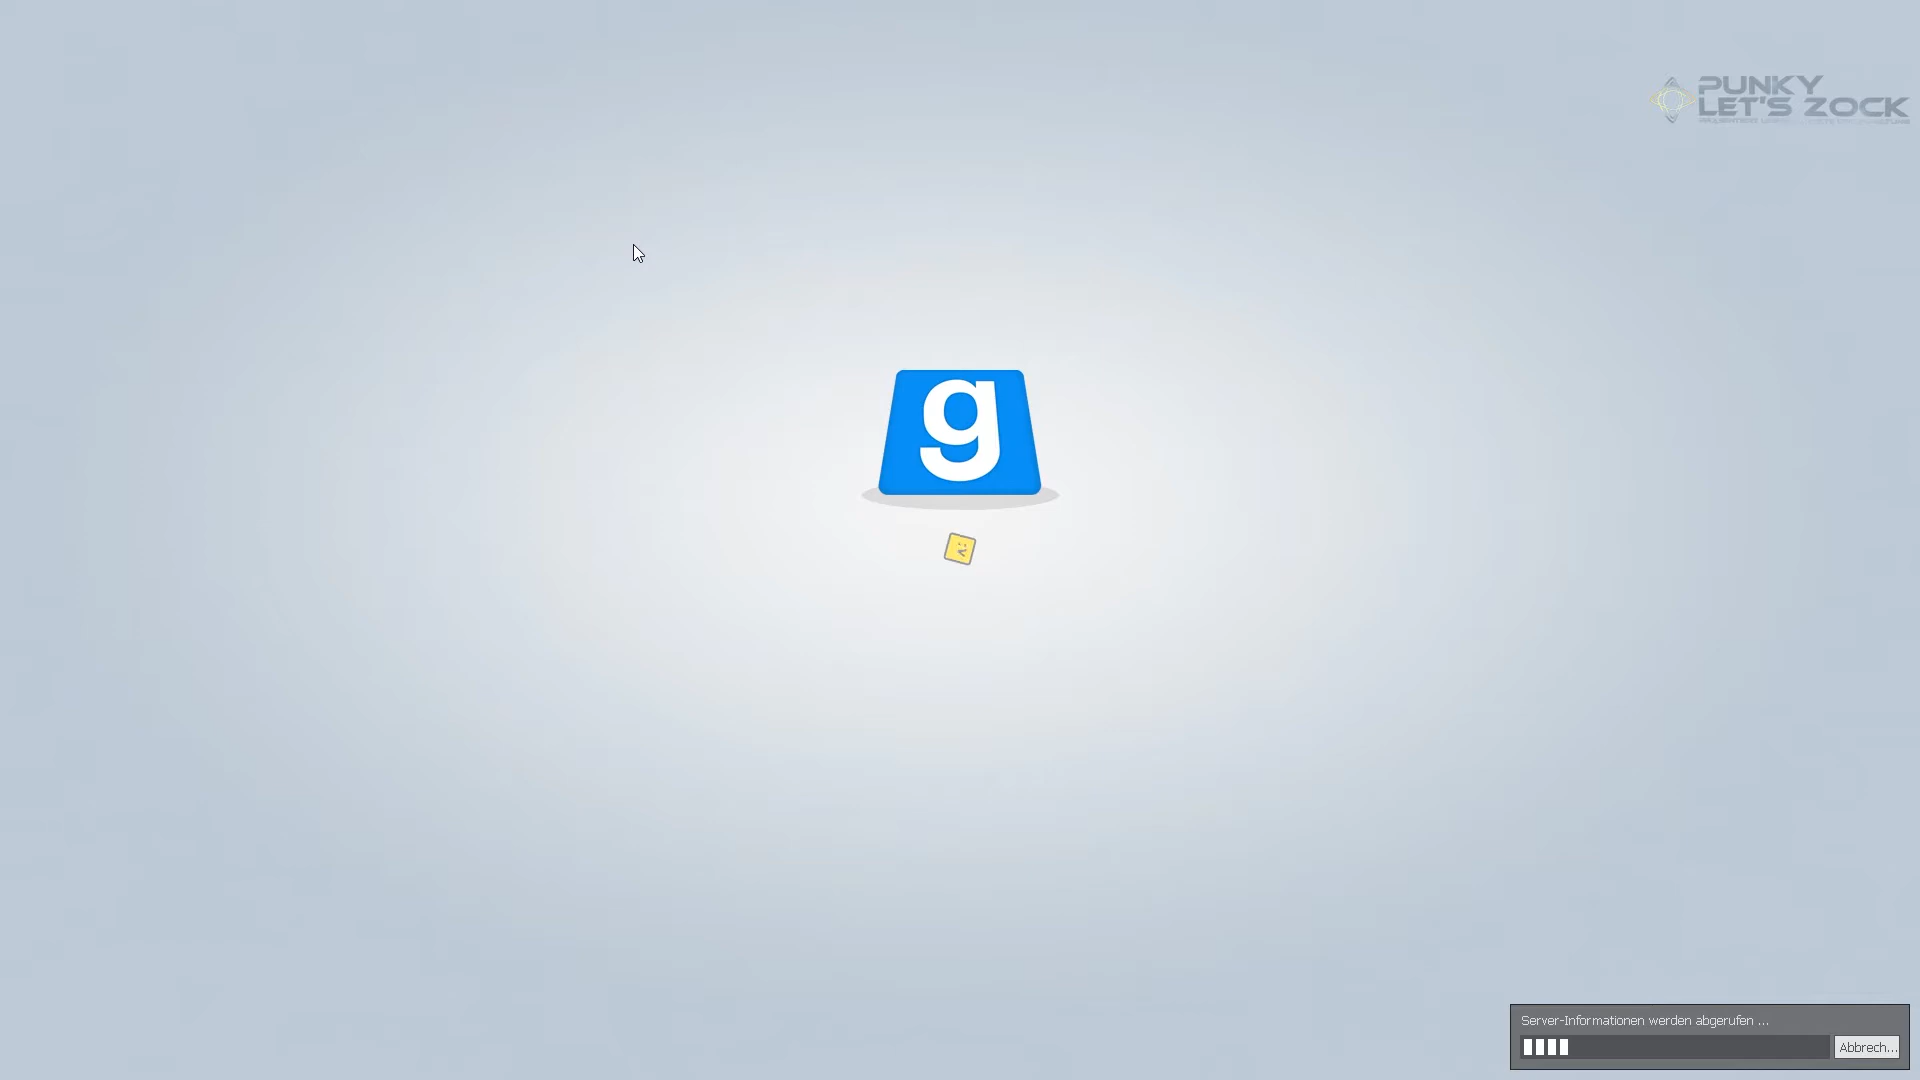 PUNKY
LET'S ZOCK
g
Server-Informationen werden abgerufen ...
Abbrech...